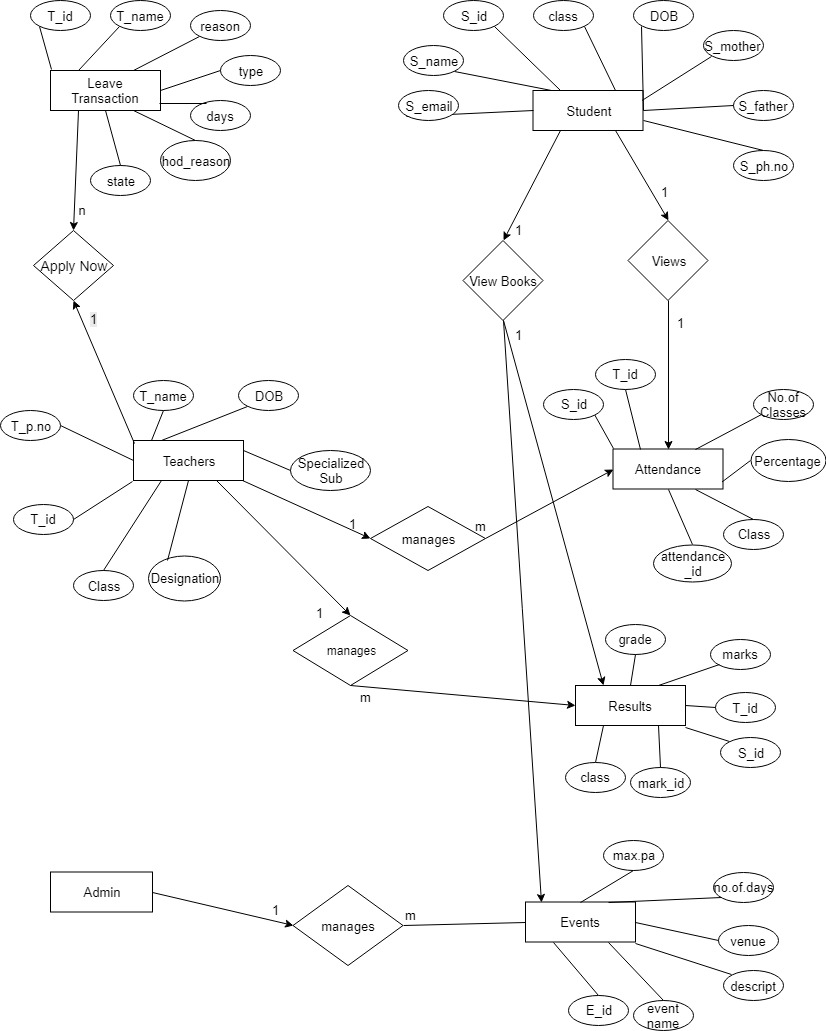 T_id
T_name
reason
type
days
hod_reason
state
Leave
Transaction
n
Apply Now
1
S_id
class
DOB
S_mother
S_name
S_email
S_father
S_ph.no
Student
1
1
View Books
Views
1
1
T_name
DOB
T_p.no
Teachers
Specialized
Sub
T_id
Class
Designation
1
manages
m
T_id
S_id
No.of
Classes
Attendance
Percentage
Class
attendance
_id
1
manages
m
grade
marks
Results
T_id
S_id
class
mark_id
Admin
1
manages
m
max.pa
no.of.days
Events
venue
descript
E_id
event
name